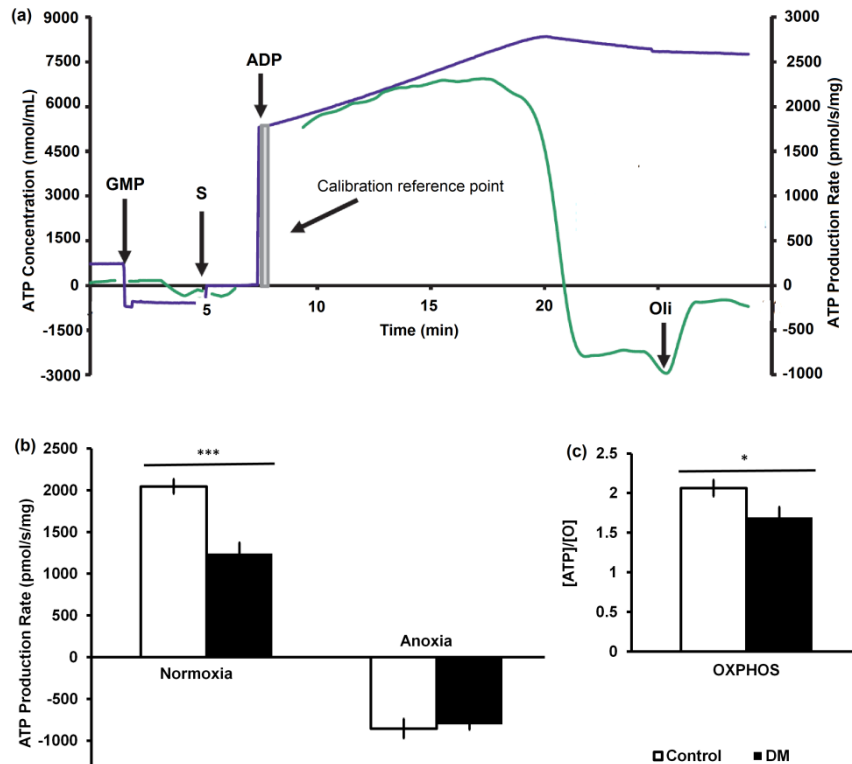 (a)
9000
7500
6000
4500
3000
1500
0
-1500
-3000
ATP Concentration (nmol/mL)
GMP
S
ADP
Calibration reference point
5
10
15
20
Time (min)
Oli
3000
2500
2000
1500
1000
500
0
-500
-1000
ATP Production Rate (pmol/s/mg)
(b)
2500
2000
1500
1000
500
0
-500
-1000
ATP Production Rate (pmol/s/mg)
***
Normoxia
Anoxia
(c)
2.5
2
1.5
1
0.5
0
[ATP]/[O]
*
OXPHOS
Control
DM